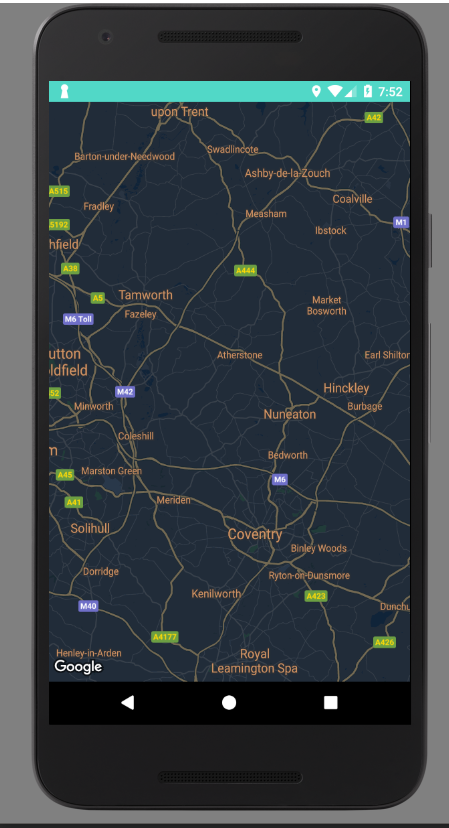 7:52
upon Trent
A42
Swadlincote
Barton-under-Needwood
Ashby-de-la-Zouch
A515
Coalville
Fradley
Measham
M1
5192
Ibstock
hfield
A38
A444
Tamworth
A5
Market
Bosworth
Fazeley
M6 Toll
utton
oldfield
Atherstone
Earl Shilton
M42
Hinckley
52
Minworth
Burbage
Nuneaton
Coleshill
m
Bedworth
Marston Green
A45
M6
A41
Meriden
Solihull
Coventry
Binley Woods
Dorridge
Ryton-on-Dunsmore
Kenilworth
A423
M40
Dunchu
A4177
A426
Henley-in-Arden
Royal
Leamington Spa
Google